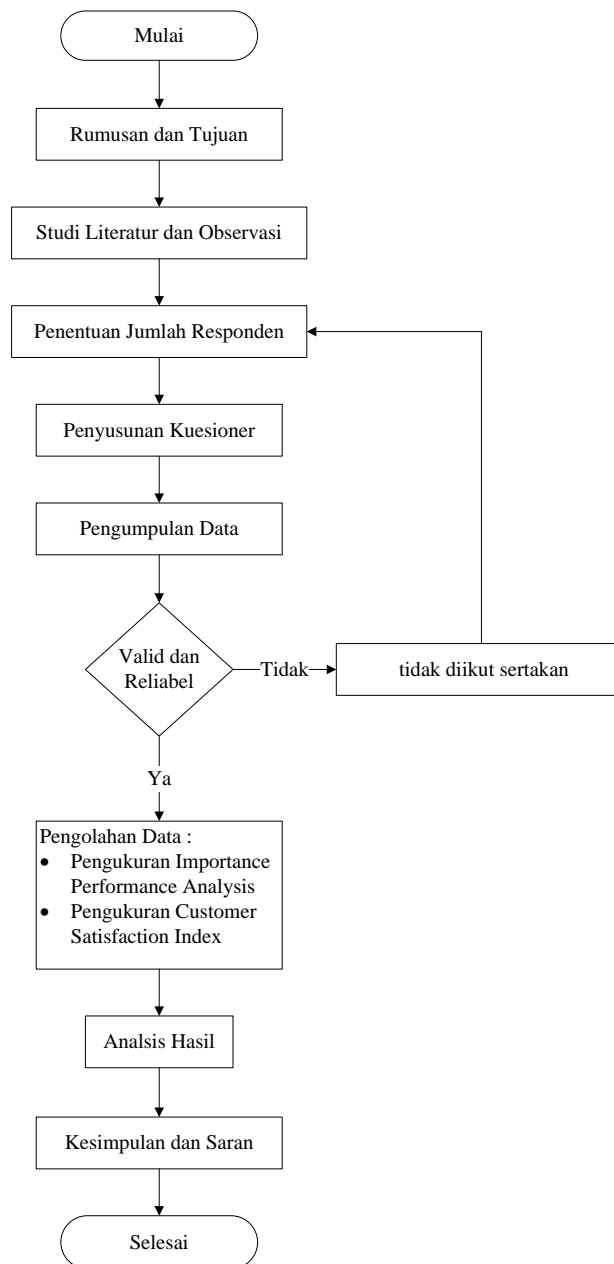 Mulai
Rumusan dan Tujuan
Studi Literatur dan Observasi
Penentuan Jumlah Responden
Penyusunan Kuesioner
Pengumpulan Data
Valid dan
Reliabel
Tidak
tidak diikut sertakan
Ya
Pengolahan Data :
• Pengukuran Importance
Performance Analysis
• Pengukuran Customer
Satisfaction Index
Analsis Hasil
Kesimpulan dan Saran
Selesai